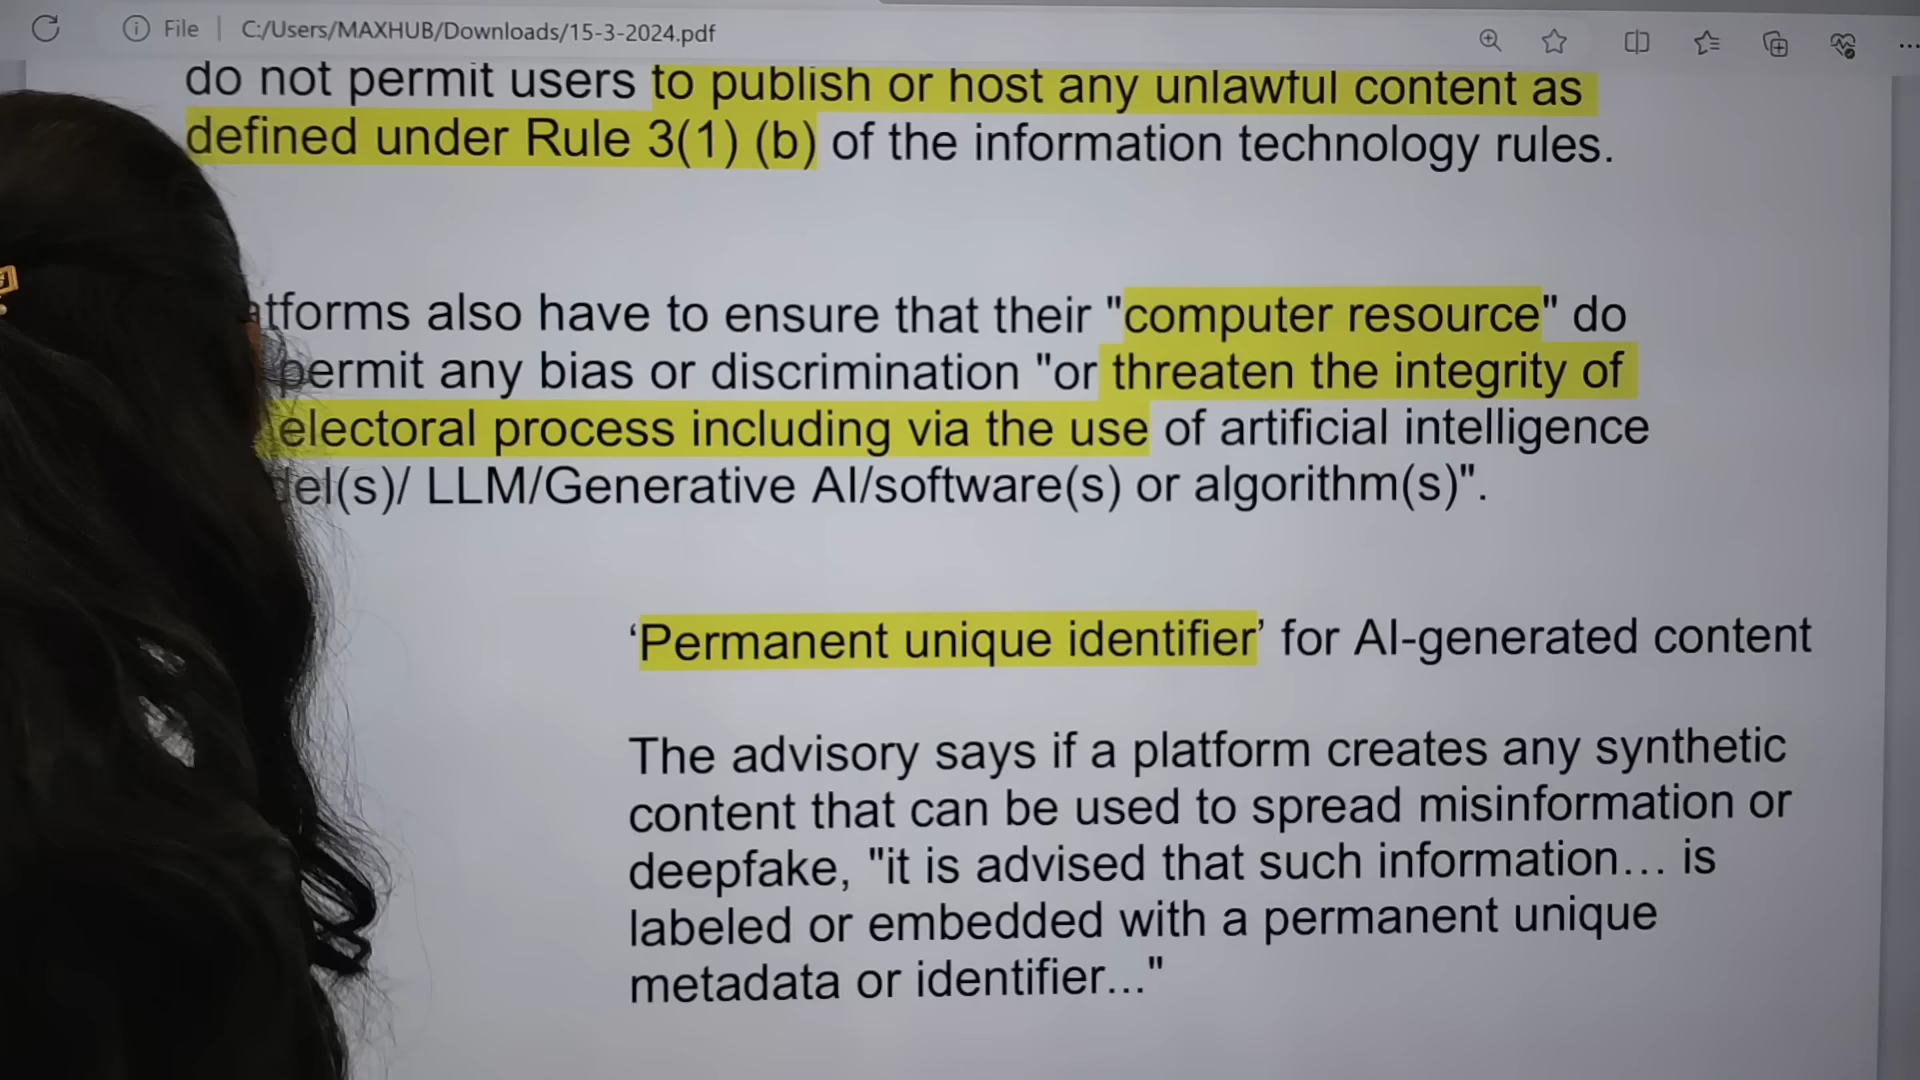 File C:/Users/MAXHUB/Downloads/15-3-2024.pdf
do not permit users to publish or host any unlawful content as
defined under Rule 3(1) (b) of the information technology rules.
tforms also have to ensure that their "computer resource" do
permit any bias or discrimination "or threaten the integrity of
electoral process including via the use of artificial intelligence
el(s)/ LLM/Generative AI/software(s) or algorithm(s)".
‘Permanent unique identifier’ for AI-generated content
The advisory says if a platform creates any synthetic
content that can be used to spread misinformation or
deepfake, "it is advised that such information... is
labeled or embedded with a permanent unique
metadata or identifier..."